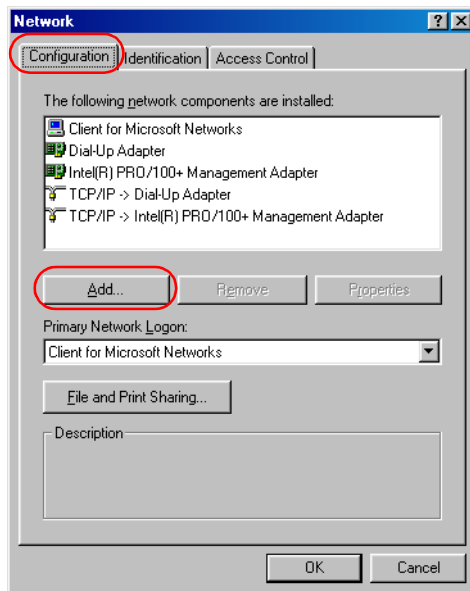 Network
Configuration Identification Access Control
The following network components are installed:
Client for Microsoft Networks
Dial-Up Adapter
Intel(R) PRO/100+ Management Adapter
TCP/IP -> Dial-Up Adapter
TCP/IP -> Intel(R) PRO/100+ Management Adapter
Add... Remove Properties
Primary Network Logon:
Client for Microsoft Networks
File and Print Sharing...
Description
OK Cancel